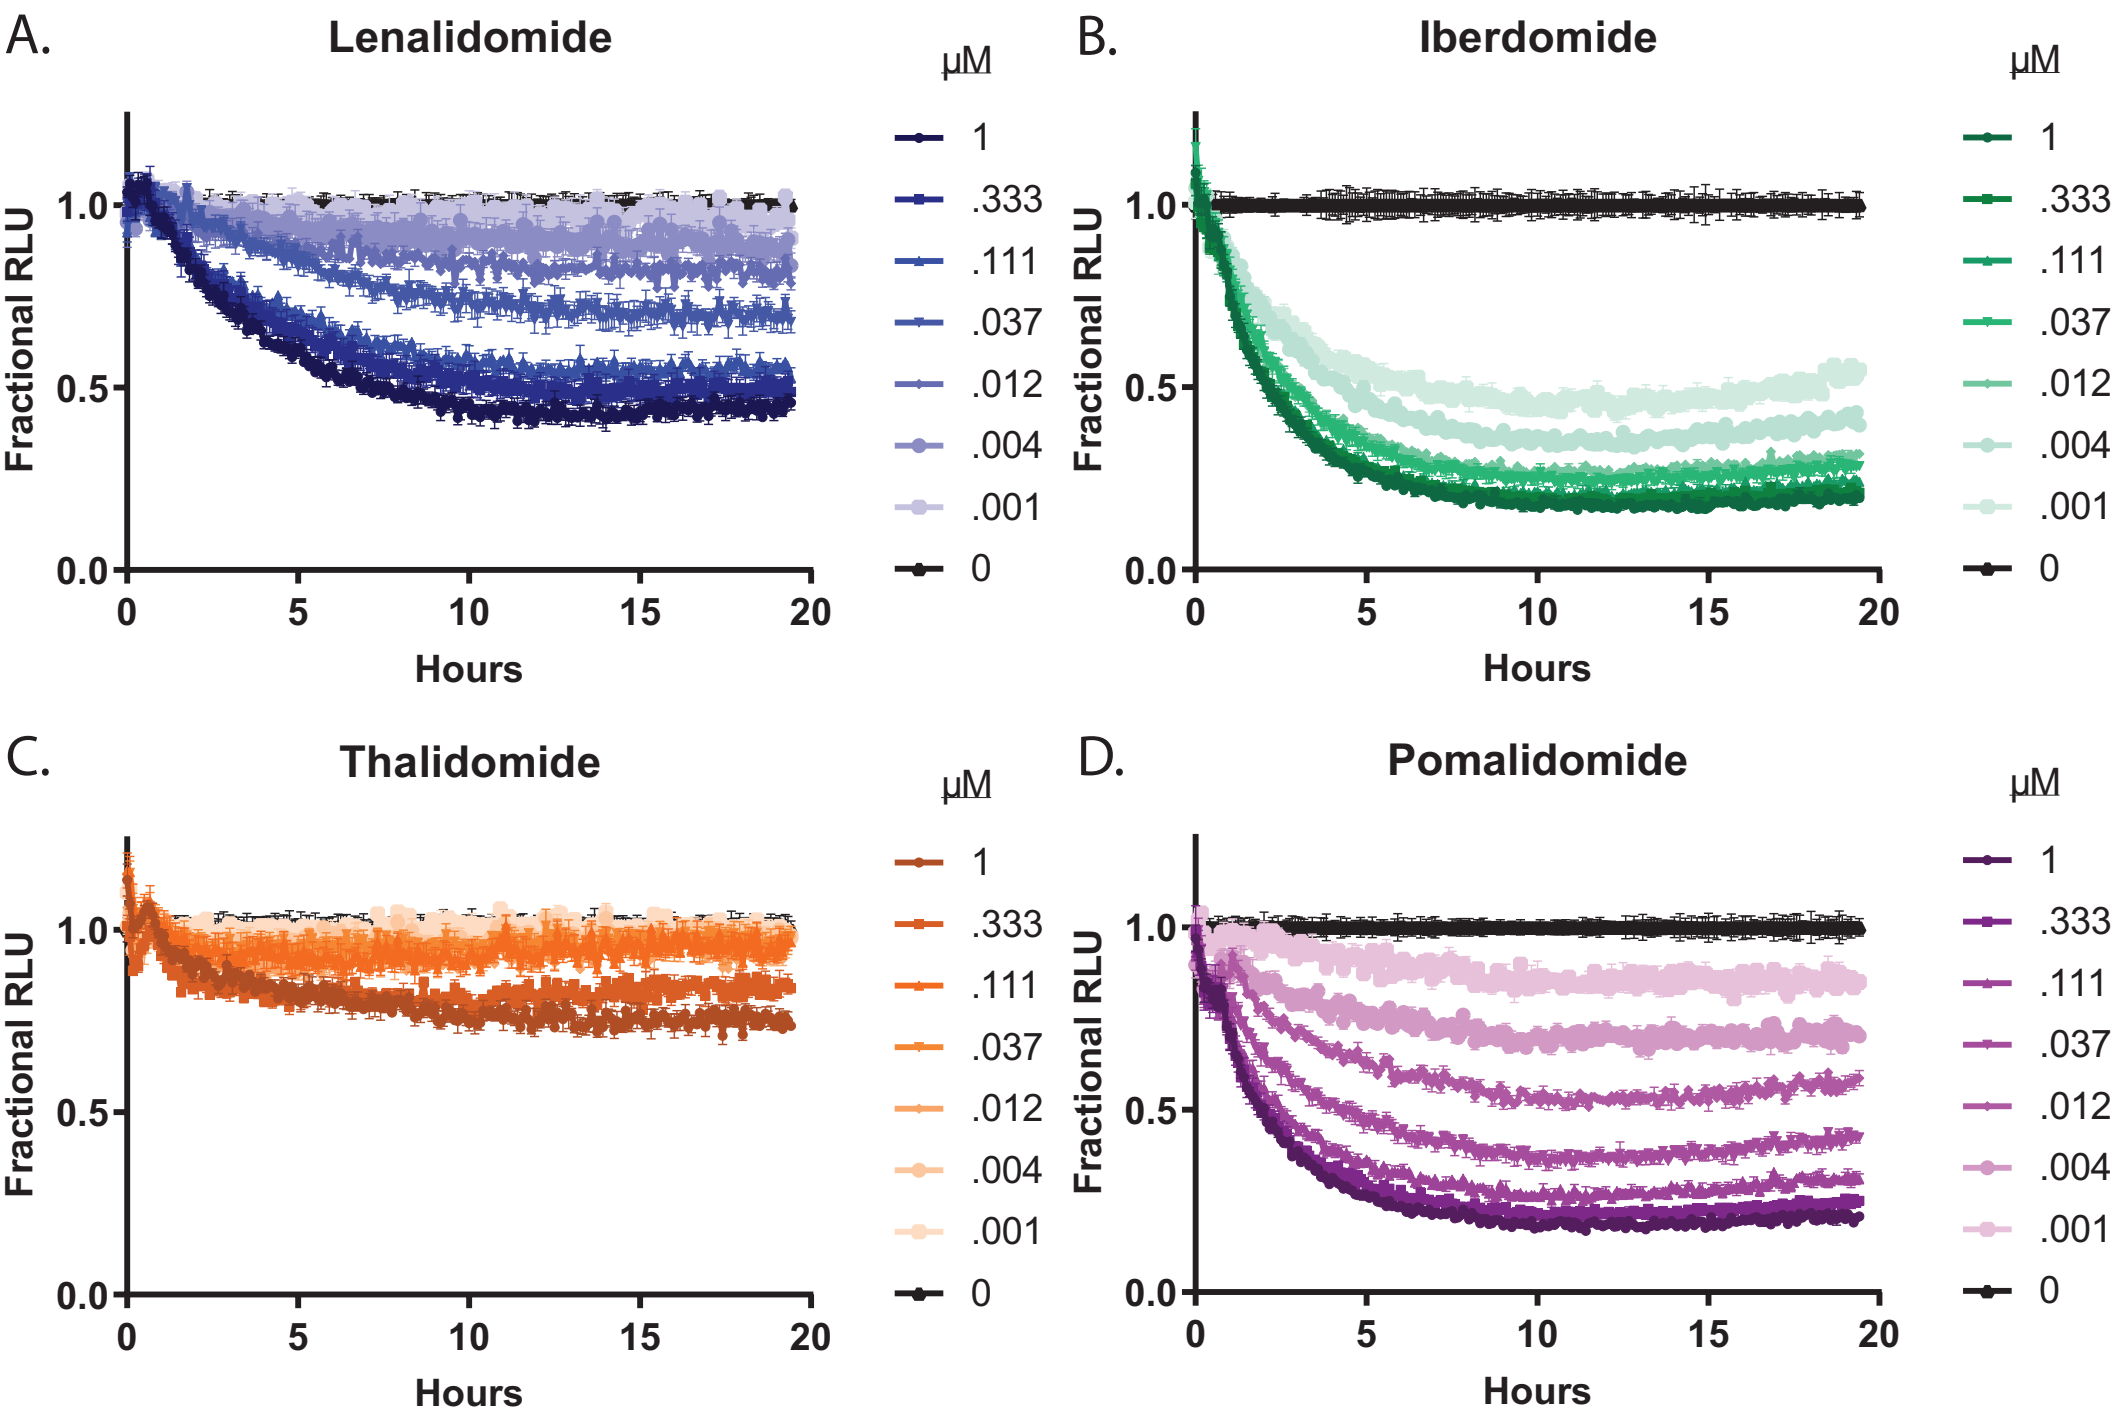 A.
Lenalidomide
µM
1
.333
.111
.037
.012
.004
.001
0
Fractional RLU
1.0
0.5
0.0
0 5 10 15 20
Hours
B.
Iberdomide
µM
1
.333
.111
.037
.012
.004
.001
0
Fractional RLU
1.0
0.5
0.0
0 5 10 15 20
Hours
C.
Thalidomide
µM
1
.333
.111
.037
.012
.004
.001
0
Fractional RLU
1.0
0.5
0.0
0 5 10 15 20
Hours
D.
Pomalidomide
µM
1
.333
.111
.037
.012
.004
.001
0
Fractional RLU
1.0
0.5
0.0
0 5 10 15 20
Hours